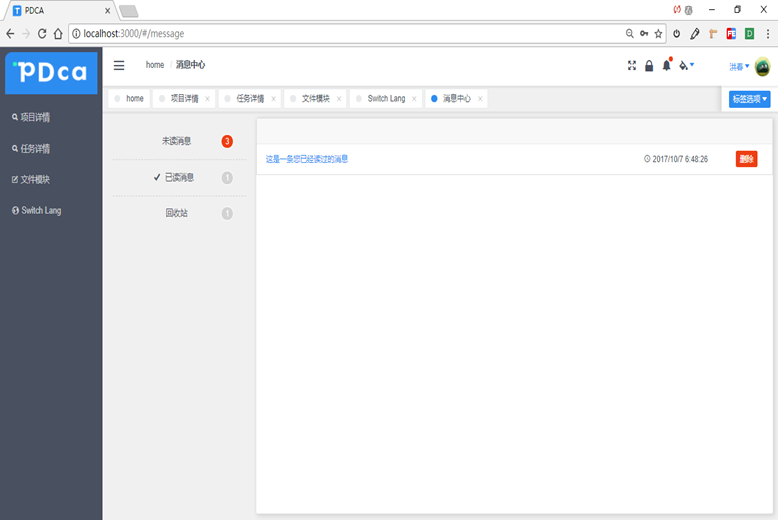 PDCA
localhost:3000/#/message
PDca
home / 消息中心
洪春
home
项目详情
任务详情
文件模块
Switch Lang
消息中心
标签选项
项目详情
任务详情
文件模块
Switch Lang
未读消息 3
已读消息 1
回收站 1
这是一条您已经读过的消息
2017/10/7 6:48:26
删除